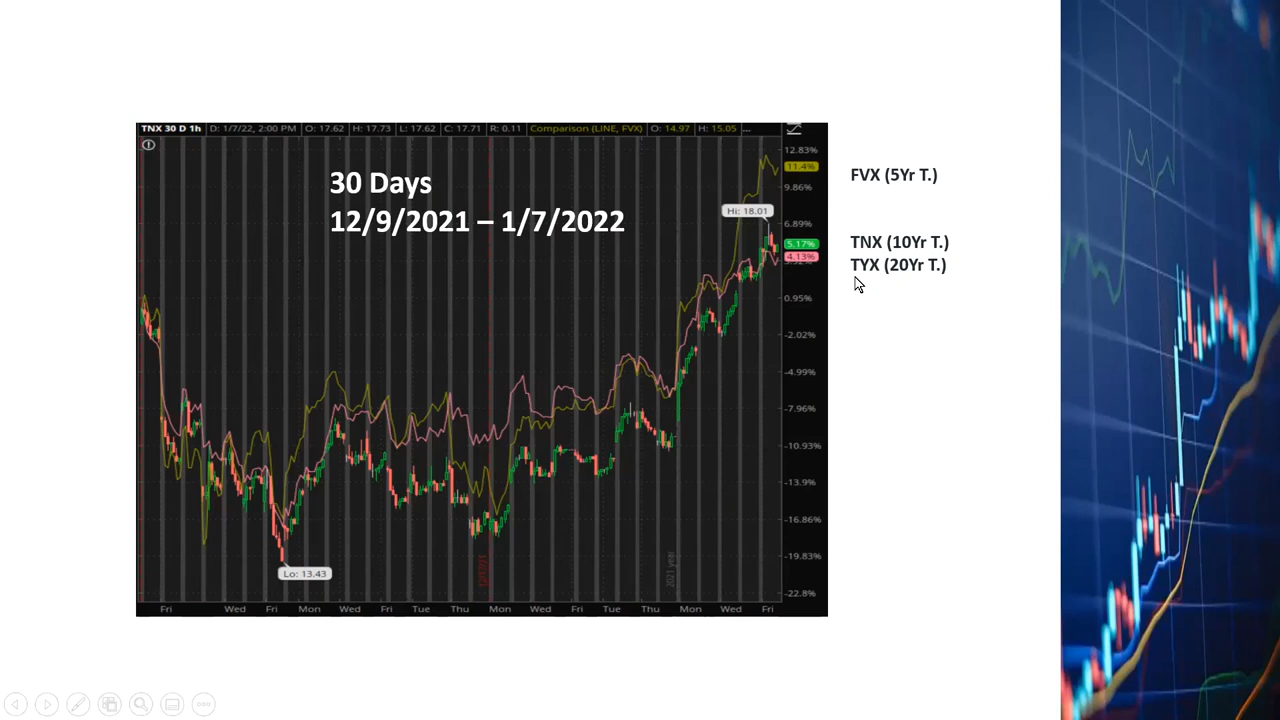 TNX 30 D 1h D: 1/7/22, 2:00 PM O: 17.62 H: 17.73 L: 17.62 C: 17.71 R: 0.11 Comparison (LINE, FVX) O: 14.97 H: 15.05 ...
30 Days
12/9/2021 – 1/7/2022
Hi: 18.01
Lo: 13.43
12.83%
11.4%
9.86%
6.89%
5.17%
4.13%
0.95%
-2.02%
-4.99%
-7.96%
-10.93%
-13.9%
-16.86%
-19.83%
-22.8%
2021 year
Fri Wed Fri Mon Wed Fri Tue Thu Mon Wed Fri Tue Thu Mon Wed Fri
FVX (5Yr T.)
TNX (10Yr T.)
TYX (20Yr T.)